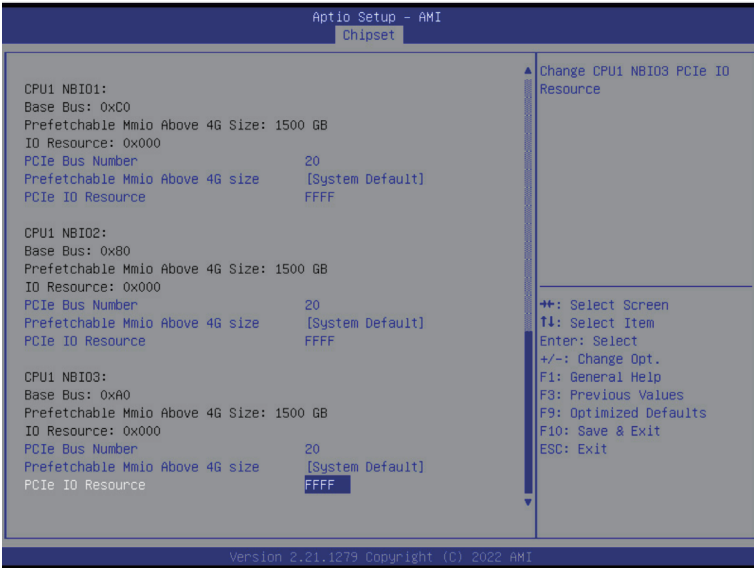 Aptio Setup - AMI
Chipset
CPU1 NBIO1:
Base Bus: 0xC0
Prefetchable Mmio Above 4G Size: 1500 GB
IO Resource: 0x000
PCIe Bus Number 20
Prefetchable Mmio Above 4G size [System Default]
PCIe IO Resource FFFF
CPU1 NBIO2:
Base Bus: 0x80
Prefetchable Mmio Above 4G Size: 1500 GB
IO Resource: 0x000
PCIe Bus Number 20
Prefetchable Mmio Above 4G size [System Default]
PCIe IO Resource FFFF
CPU1 NBIO3:
Base Bus: 0xA0
Prefetchable Mmio Above 4G Size: 1500 GB
IO Resource: 0x000
PCIe Bus Number 20
Prefetchable Mmio Above 4G size [System Default]
PCIe IO Resource FFFF
Change CPU1 NBIO3 PCIe IO
Resource
→←: Select Screen
↑↓: Select Item
Enter: Select
+/-: Change Opt.
F1: General Help
F3: Previous Values
F9: Optimized Defaults
F10: Save & Exit
ESC: Exit
Version 2.21.1279 Copyright (C) 2022 AMI